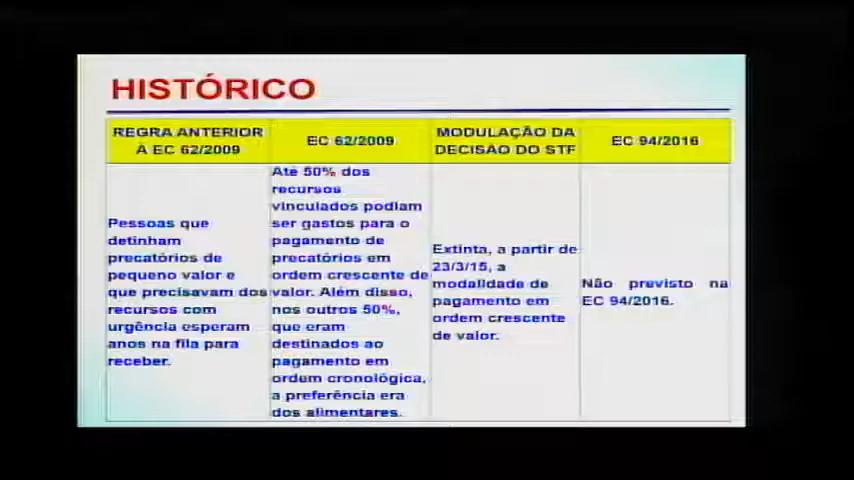 HISTÓRICO
REGRA ANTERIOR
À EC 62/2009
EC 62/2009
MODULAÇÃO DA
DECISÃO DO STF
EC 94/2016
Pessoas que
detinham
precatórios de
pequeno valor e
que precisavam dos
recursos com
urgência esperam
anos na fila para
receber.
Até 50% dos
recursos
vinculados podiam
ser gastos para o
pagamento de
precatórios em
ordem crescente de
valor. Além disso,
nos outros 50%,
que eram
destinados ao
pagamento em
ordem cronológica,
a preferência era
dos alimentares.
Extinta, a partir de
23/3/15, a
modalidade de
pagamento em
ordem crescente
de valor.
Não previsto na
EC 94/2016.